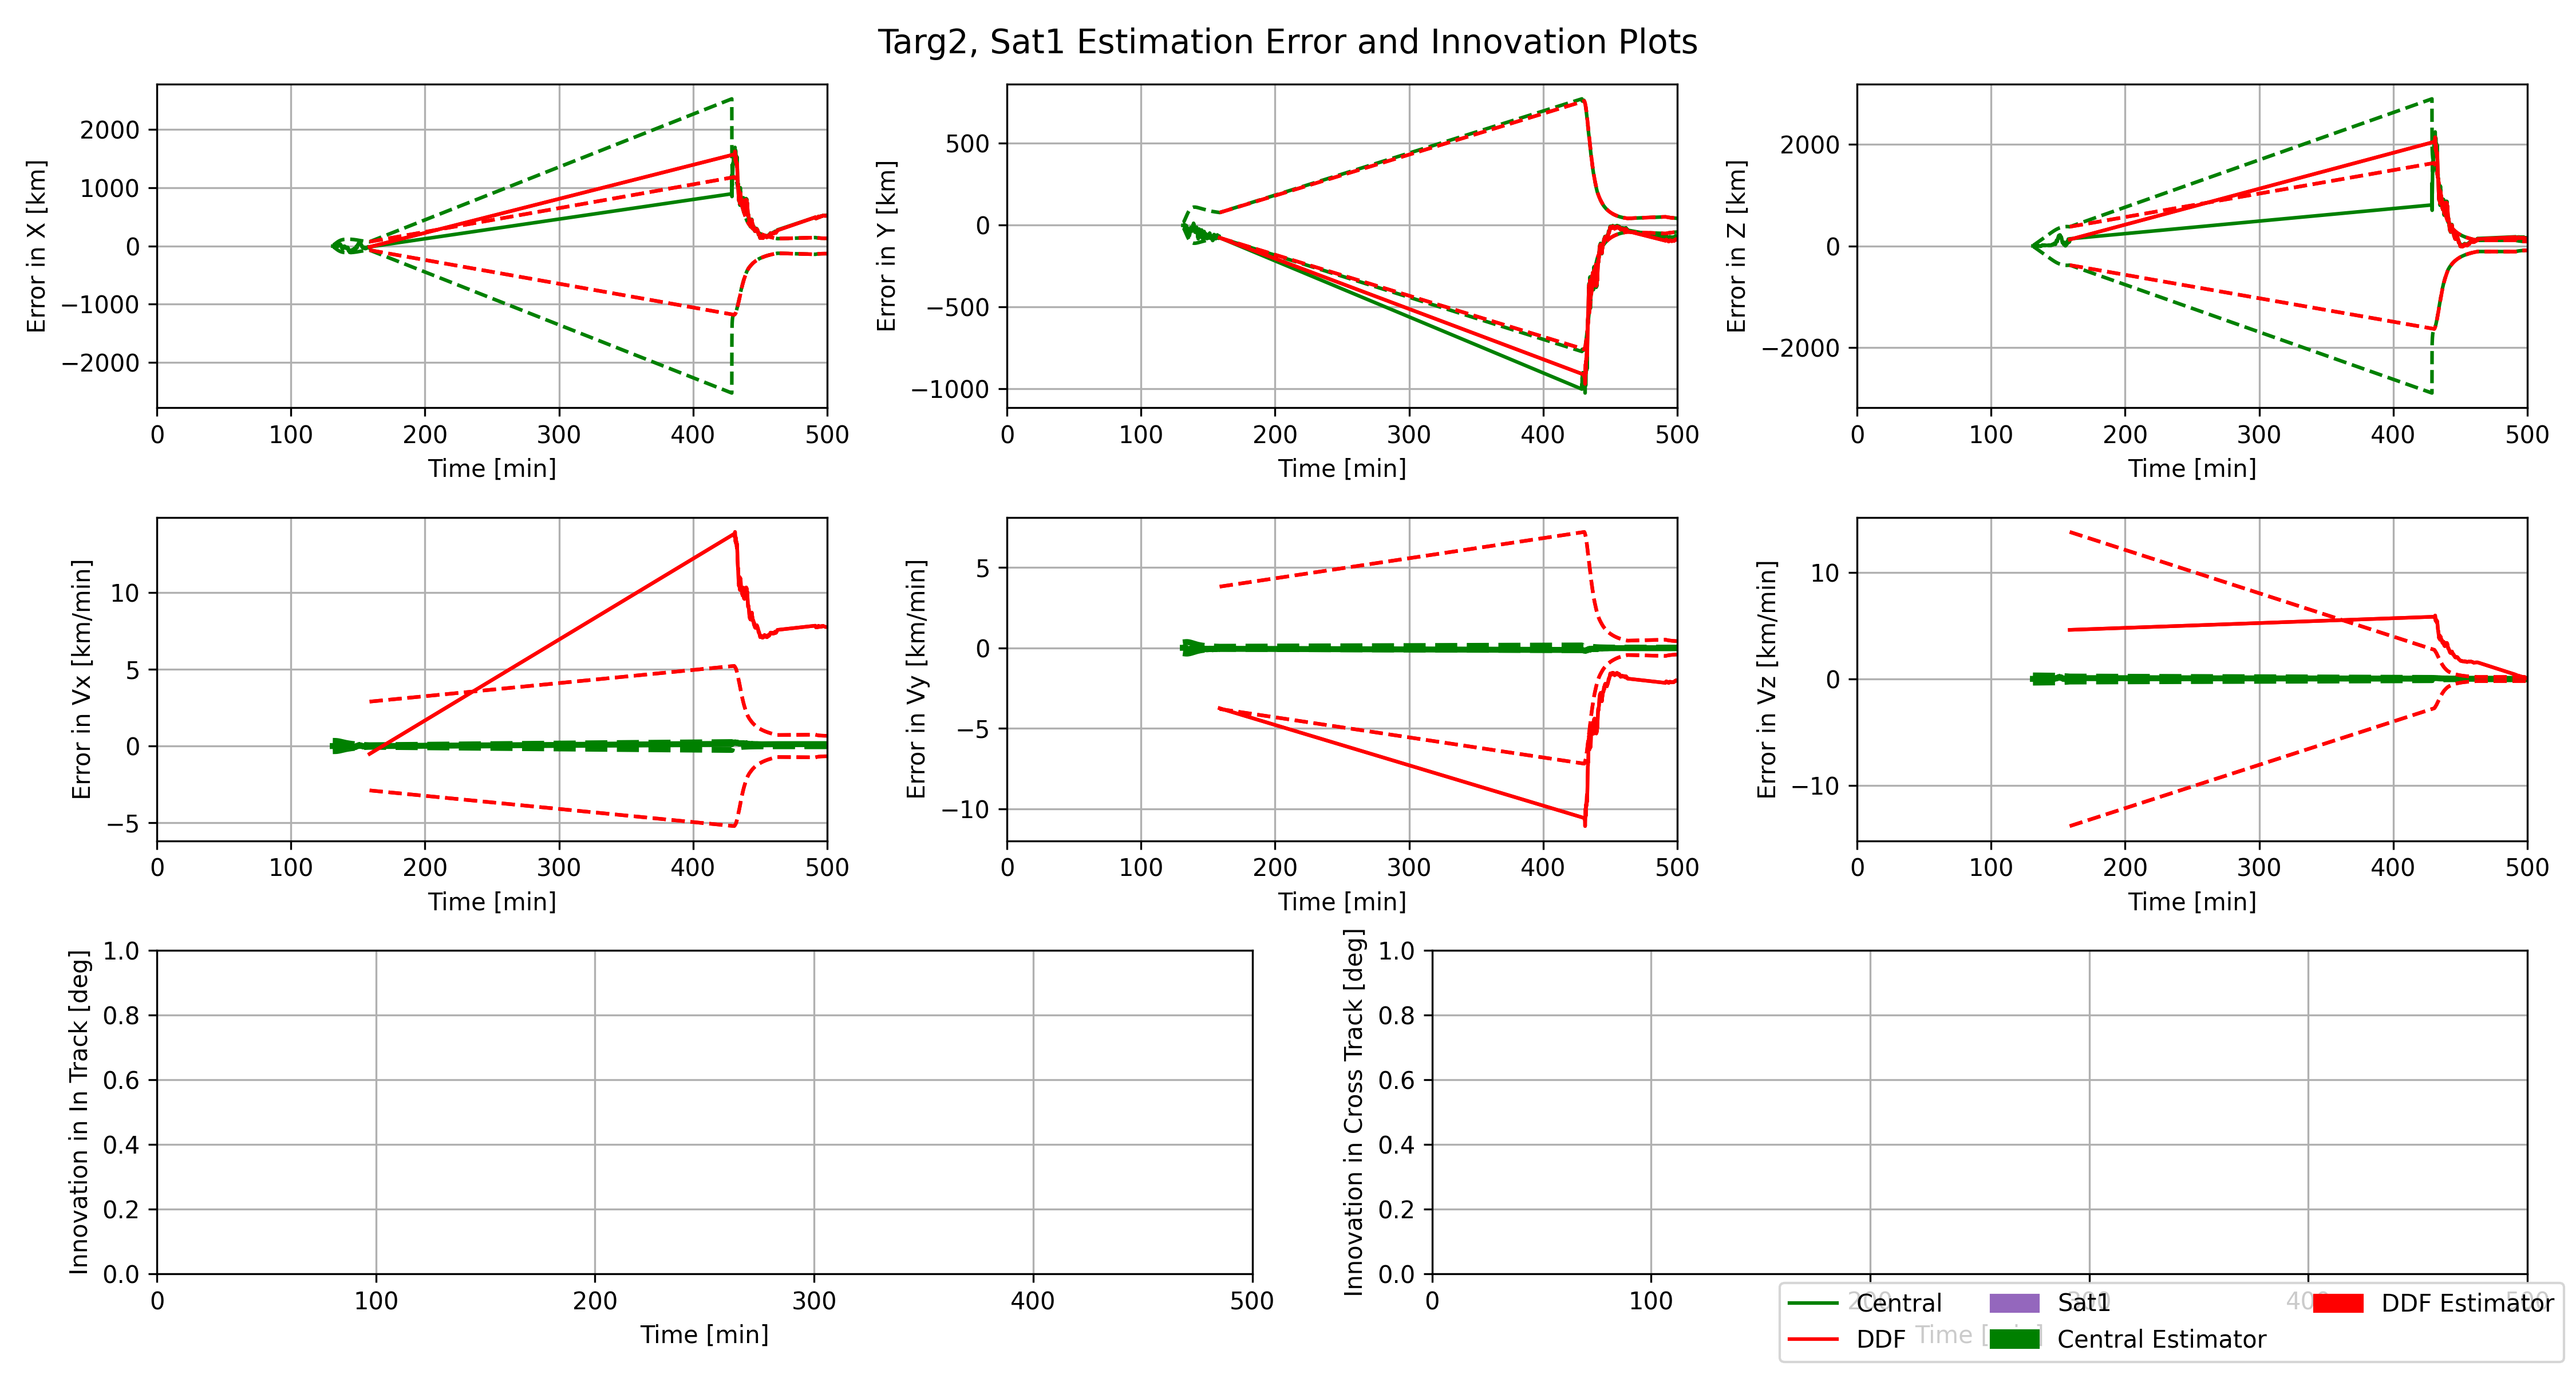 Targ2, Sat1 Estimation Error and Innovation Plots
Error in X [km]
2000
1000
0
−1000
−2000
0 100 200 300 400 500
Time [min]
Error in Y [km]
500
0
−500
−1000
0 100 200 300 400 500
Time [min]
Error in Z [km]
2000
0
−2000
0 100 200 300 400 500
Time [min]
Error in Vx [km/min]
10
5
0
−5
0 100 200 300 400 500
Time [min]
Error in Vy [km/min]
5
0
−5
−10
0 100 200 300 400 500
Time [min]
Error in Vz [km/min]
10
0
−10
0 100 200 300 400 500
Time [min]
Innovation in In Track [deg]
1.0
0.8
0.6
0.4
0.2
0.0
0 100 200 300 400 500
Time [min]
Innovation in Cross Track [deg]
1.0
0.8
0.6
0.4
0.2
0.0
0 100 200 300 400 500
Time [min]
Central
DDF
Sat1
Central Estimator
DDF Estimator